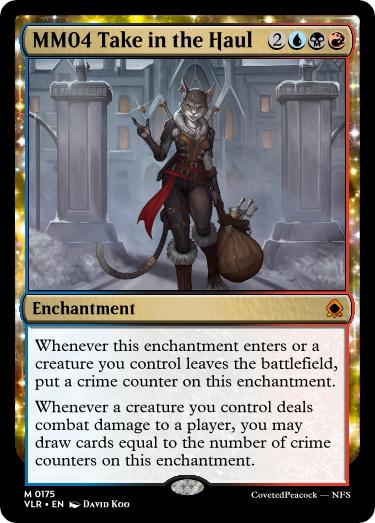 MM04 Take in the Haul 2
Enchantment
Whenever this enchantment enters or a
creature you control leaves the battlefield,
put a crime counter on this enchantment.
Whenever a creature you control deals
combat damage to a player, you may
draw cards equal to the number of crime
counters on this enchantment.
M 0175
VLR • EN David Koo
CovetedPeacock — NFS